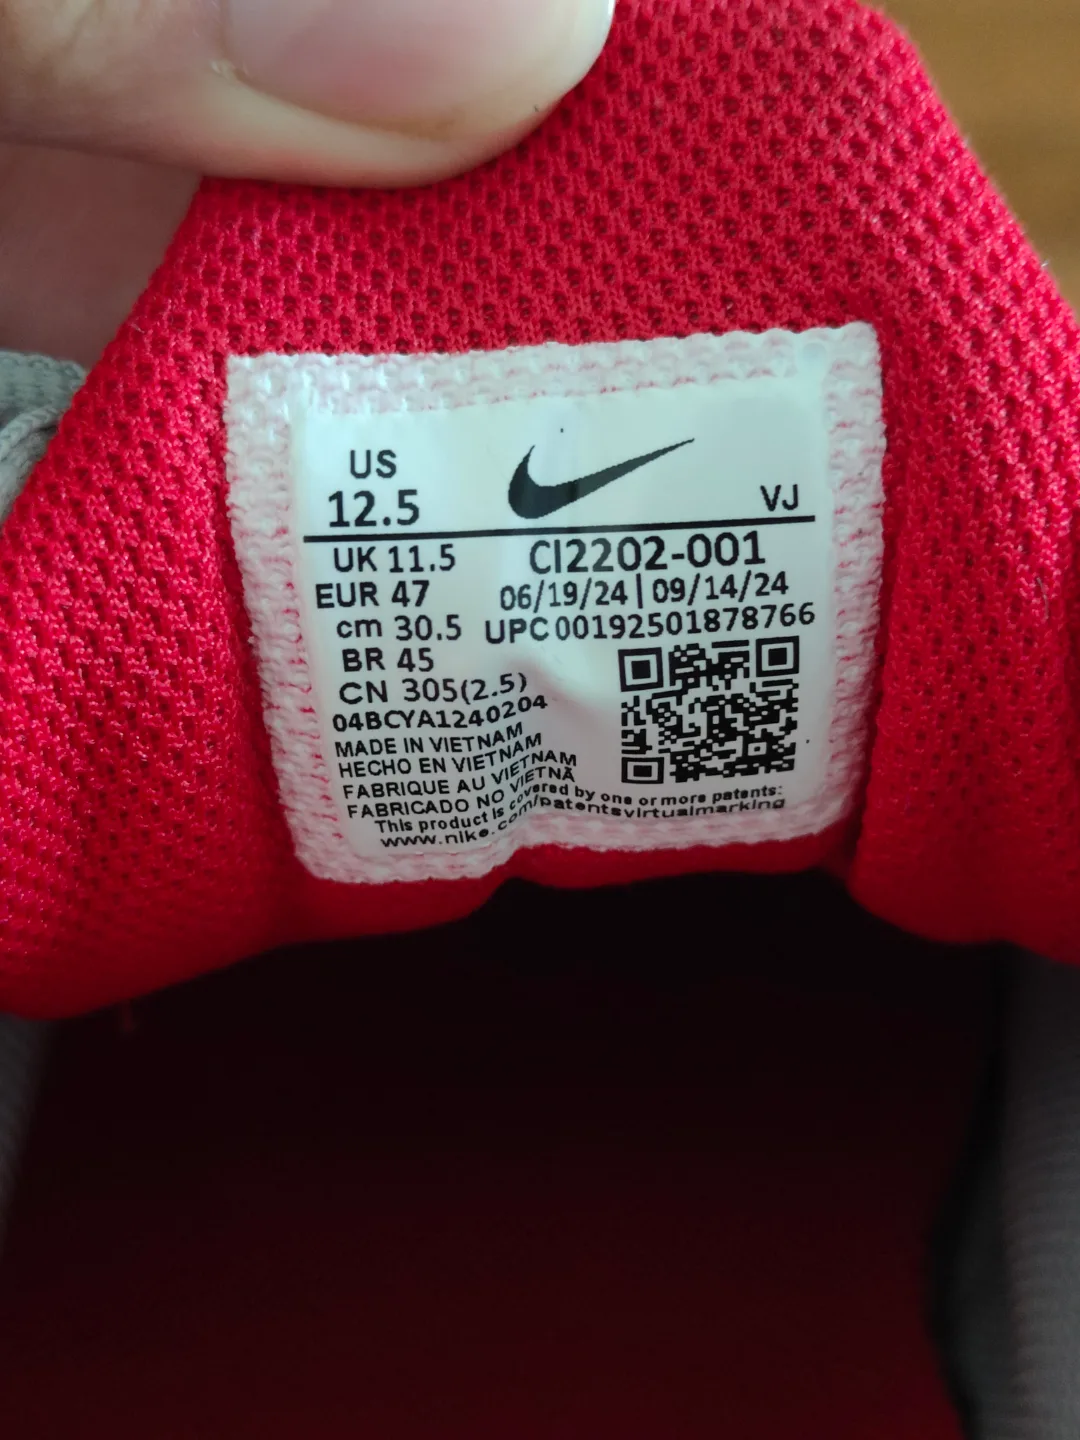 US
12.5
VJ
UK 11.5
CI2202-001
EUR 47
06/19/24 | 09/14/24
cm 30.5
UPC 00192501878766
BR 45
CN 305(2.5)
04BCYA1240204
MADE IN VIETNAM
HECHO EN VIETNAM
FABRIQUE AU VIETNAM
FABRICADO NO VIETNÃ
This product is covered by one or more patents:
www.nike.com/patentsvirtualmarking